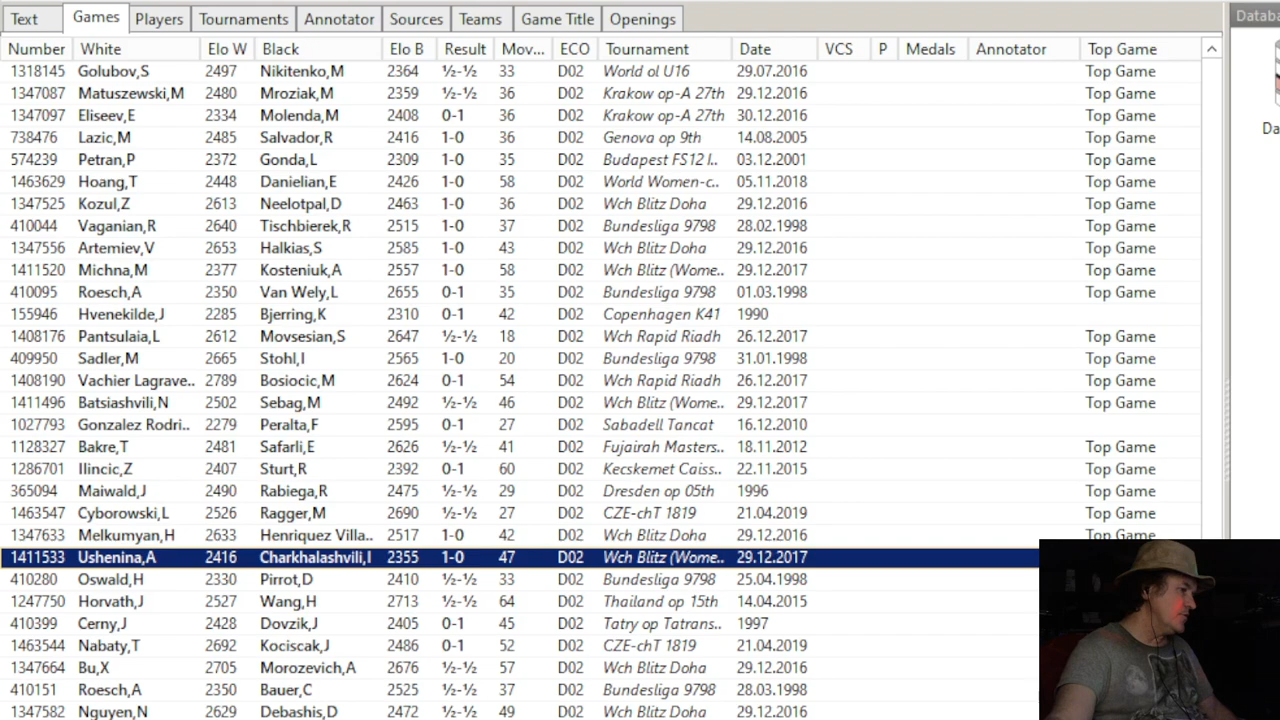 Text Games Players Tournaments Annotator Sources Teams Game Title Openings Databa
Number White Elo W Black Elo B Result Mov... ECO Tournament Date VCS P Medals Annotator Top Game
1318145 Golubov,S 2497 Nikitenko,M 2364 ½-½ 33 D02 World ol U16 29.07.2016 Top Game
1347087 Matuszewski,M 2480 Mroziak,M 2359 ½-½ 36 D02 Krakow op-A 27th 29.12.2016 Top Game
1347097 Eliseev,E 2334 Molenda,M 2408 0-1 36 D02 Krakow op-A 27th 30.12.2016 Top Game
738476 Lazic,M 2485 Salvador,R 2416 1-0 36 D02 Genova op 9th 14.08.2005 Top Game
574239 Petran,P 2372 Gonda,L 2309 1-0 35 D02 Budapest FS12 I.. 03.12.2001 Top Game
1463629 Hoang,T 2448 Danielian,E 2426 1-0 58 D02 World Women-c.. 05.11.2018 Top Game
1347525 Kozul,Z 2613 Neelotpal,D 2463 1-0 36 D02 Wch Blitz Doha 29.12.2016 Top Game
410044 Vaganian,R 2640 Tischbierek,R 2515 1-0 37 D02 Bundesliga 9798 28.02.1998 Top Game
1347556 Artemiev,V 2653 Halkias,S 2585 1-0 43 D02 Wch Blitz Doha 29.12.2016 Top Game
1411520 Michna,M 2377 Kosteniuk,A 2557 1-0 58 D02 Wch Blitz (Wome.. 29.12.2017 Top Game
410095 Roesch,A 2350 Van Wely,L 2655 0-1 35 D02 Bundesliga 9798 01.03.1998 Top Game
155946 Hvenekilde,J 2285 Bjerring,K 2310 0-1 42 D02 Copenhagen K41 1990
1408176 Pantsulaia,L 2612 Movsesian,S 2647 ½-½ 18 D02 Wch Rapid Riadh 26.12.2017 Top Game
409950 Sadler,M 2665 Stohl,I 2565 1-0 20 D02 Bundesliga 9798 31.01.1998 Top Game
1408190 Vachier Lagrave.. 2789 Bosiocic,M 2624 0-1 54 D02 Wch Rapid Riadh 26.12.2017 Top Game
1411496 Batsiashvili,N 2502 Sebag,M 2492 ½-½ 46 D02 Wch Blitz (Wome.. 29.12.2017 Top Game
1027793 Gonzalez Rodri.. 2279 Peralta,F 2595 0-1 27 D02 Sabadell Tancat 16.12.2010
1128327 Bakre,T 2481 Safarli,E 2626 ½-½ 41 D02 Fujairah Masters.. 18.11.2012 Top Game
1286701 Ilincic,Z 2407 Sturt,R 2392 0-1 60 D02 Kecskemet Caiss.. 22.11.2015 Top Game
365094 Maiwald,J 2490 Rabiega,R 2475 ½-½ 29 D02 Dresden op 05th 1996 Top Game
1463547 Cyborowski,L 2526 Ragger,M 2690 ½-½ 27 D02 CZE-chT 1819 21.04.2019 Top Game
1347633 Melkumyan,H 2633 Henriquez Villa.. 2517 1-0 42 D02 Wch Blitz Doha 29.12.2016 Top Game
1411533 Ushenina,A 2416 Charkhalashvili,I 2355 1-0 47 D02 Wch Blitz (Wome.. 29.12.2017
410280 Oswald,H 2330 Pirrot,D 2410 ½-½ 33 D02 Bundesliga 9798 25.04.1998
1247750 Horvath,J 2527 Wang,H 2713 ½-½ 64 D02 Thailand op 15th 14.04.2015
410399 Cerny,J 2428 Dovzik,J 2405 0-1 45 D02 Tatry op Tatrans.. 1997
1463544 Nabaty,T 2692 Kociscak,J 2486 0-1 52 D02 CZE-chT 1819 21.04.2019
1347664 Bu,X 2705 Morozevich,A 2676 ½-½ 57 D02 Wch Blitz Doha 29.12.2016
410151 Roesch,A 2350 Bauer,C 2525 ½-½ 37 D02 Bundesliga 9798 28.03.1998
1347582 Nguyen,N 2629 Debashis,D 2472 ½-½ 49 D02 Wch Blitz Doha 29.12.2016
Da